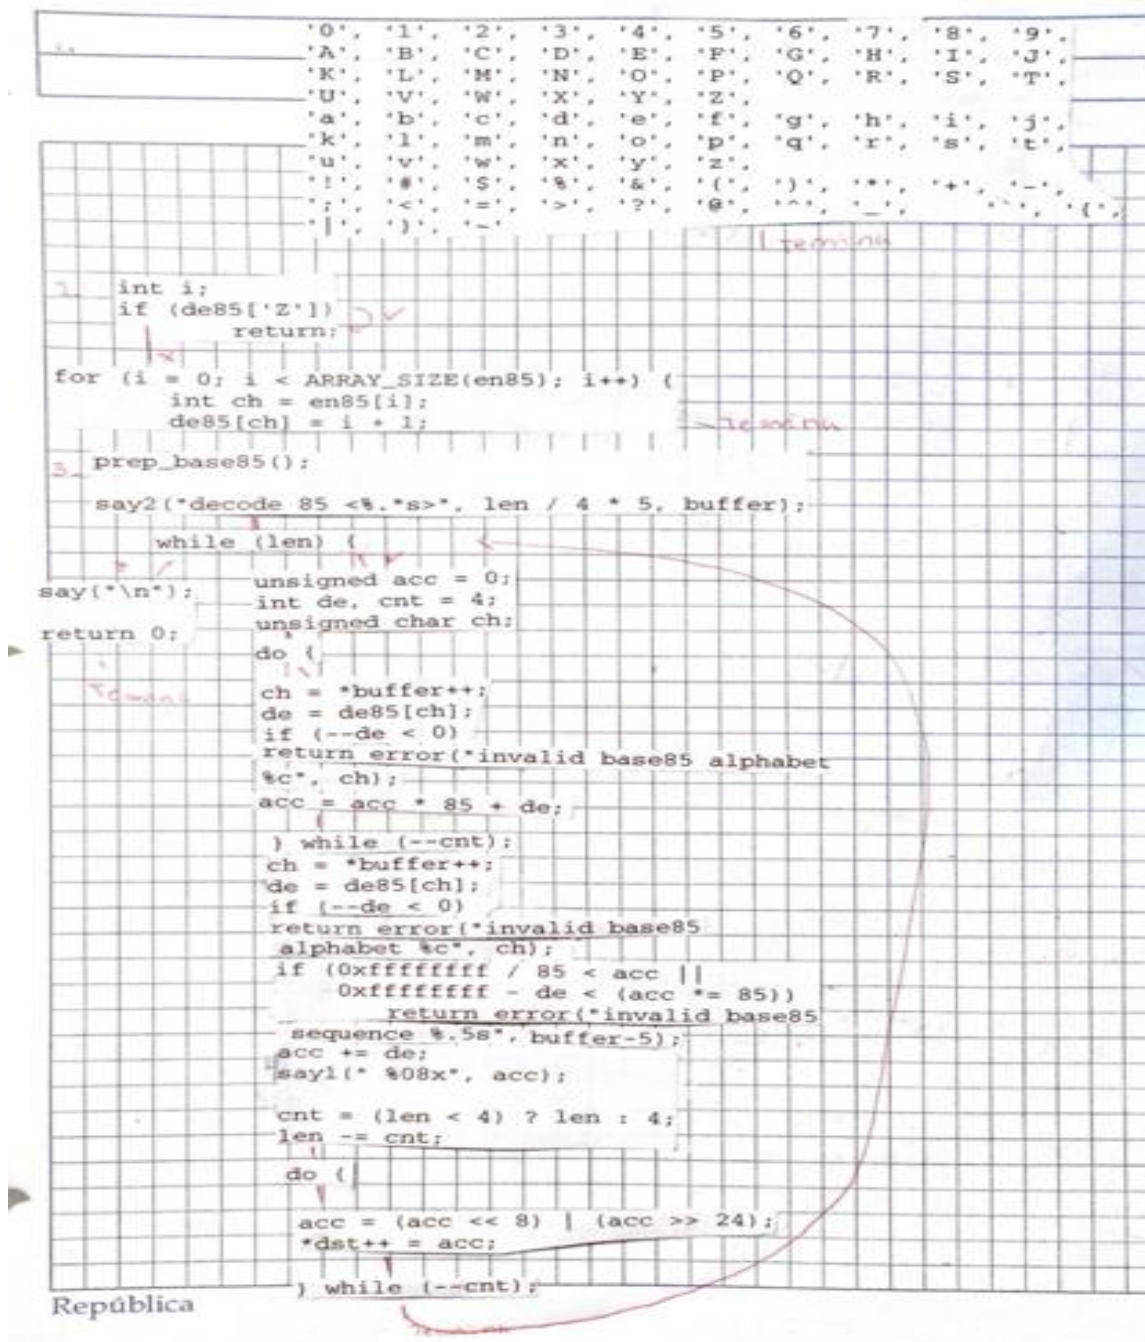 '0', '1', '2', '3', '4', '5', '6', '7', '8', '9',
'A', 'B', 'C', 'D', 'E', 'F', 'G', 'H', 'I', 'J',
'K', 'L', 'M', 'N', 'O', 'P', 'Q', 'R', 'S', 'T',
'U', 'V', 'W', 'X', 'Y', 'Z',
'a', 'b', 'c', 'd', 'e', 'f', 'g', 'h', 'i', 'j',
'k', 'l', 'm', 'n', 'o', 'p', 'q', 'r', 's', 't',
'u', 'v', 'w', 'x', 'y', 'z',
'!', '#', '$', '%', '&', '(', ')', '*', '+', '-',
';', '<', '=', '>', '?', '@', '^', '_', '`', '{',
'|', '}', '~'
Termina
2
int i;
if (de85['Z'])
return;
for (i = 0; i < ARRAY_SIZE(en85); i++) {
int ch = en85[i];
de85[ch] = i + 1;
Termina
3
prep_base85();
say2("decode 85 <%.*s>", len / 4 * 5, buffer);
while (len) {
say("\n");
return 0;
Termina
unsigned acc = 0;
int de, cnt = 4;
unsigned char ch;
do {
ch = *buffer++;
de = de85[ch];
if (--de < 0)
return error("invalid base85 alphabet
%c", ch);
acc = acc * 85 + de;
} while (--cnt);
ch = *buffer++;
de = de85[ch];
if (--de < 0)
return error("invalid base85
alphabet %c", ch);
if (0xffffffff / 85 < acc ||
0xffffffff - de < (acc *= 85))
return error("invalid base85
sequence %.5s", buffer-5);
acc += de;
say1(" %08x", acc);
cnt = (len < 4) ? len : 4;
len -= cnt;
do {
acc = (acc << 8) | (acc >> 24);
*dst++ = acc;
} while (--cnt);
Termina
República